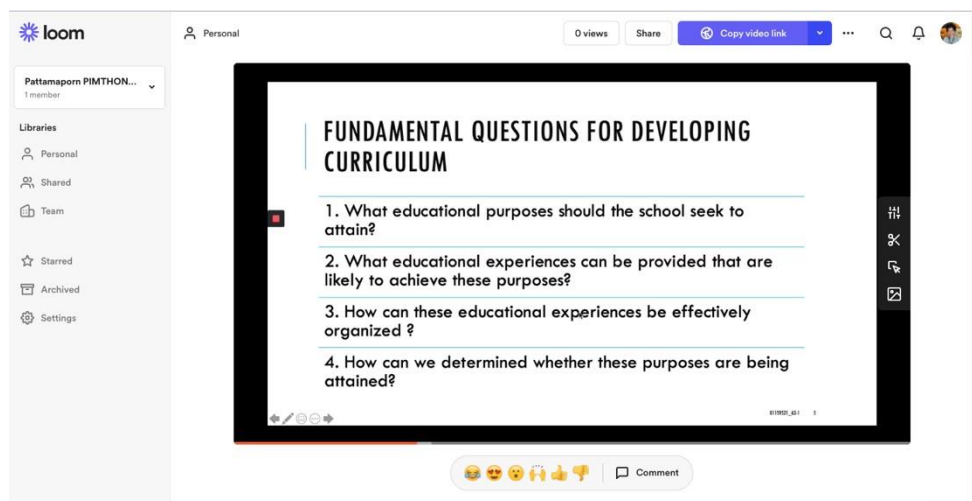 loom
Personal
0 views
Share
Copy video link
Pattamaporn PIMTHON...
1 member
Libraries
Personal
Shared
Team
Starred
Archived
Settings
FUNDAMENTAL QUESTIONS FOR DEVELOPING
CURRICULUM
1. What educational purposes should the school seek to
attain?
2. What educational experiences can be provided that are
likely to achieve these purposes?
3. How can these educational experiences be effectively
organized ?
4. How can we determined whether these purposes are being
attained?
Comment